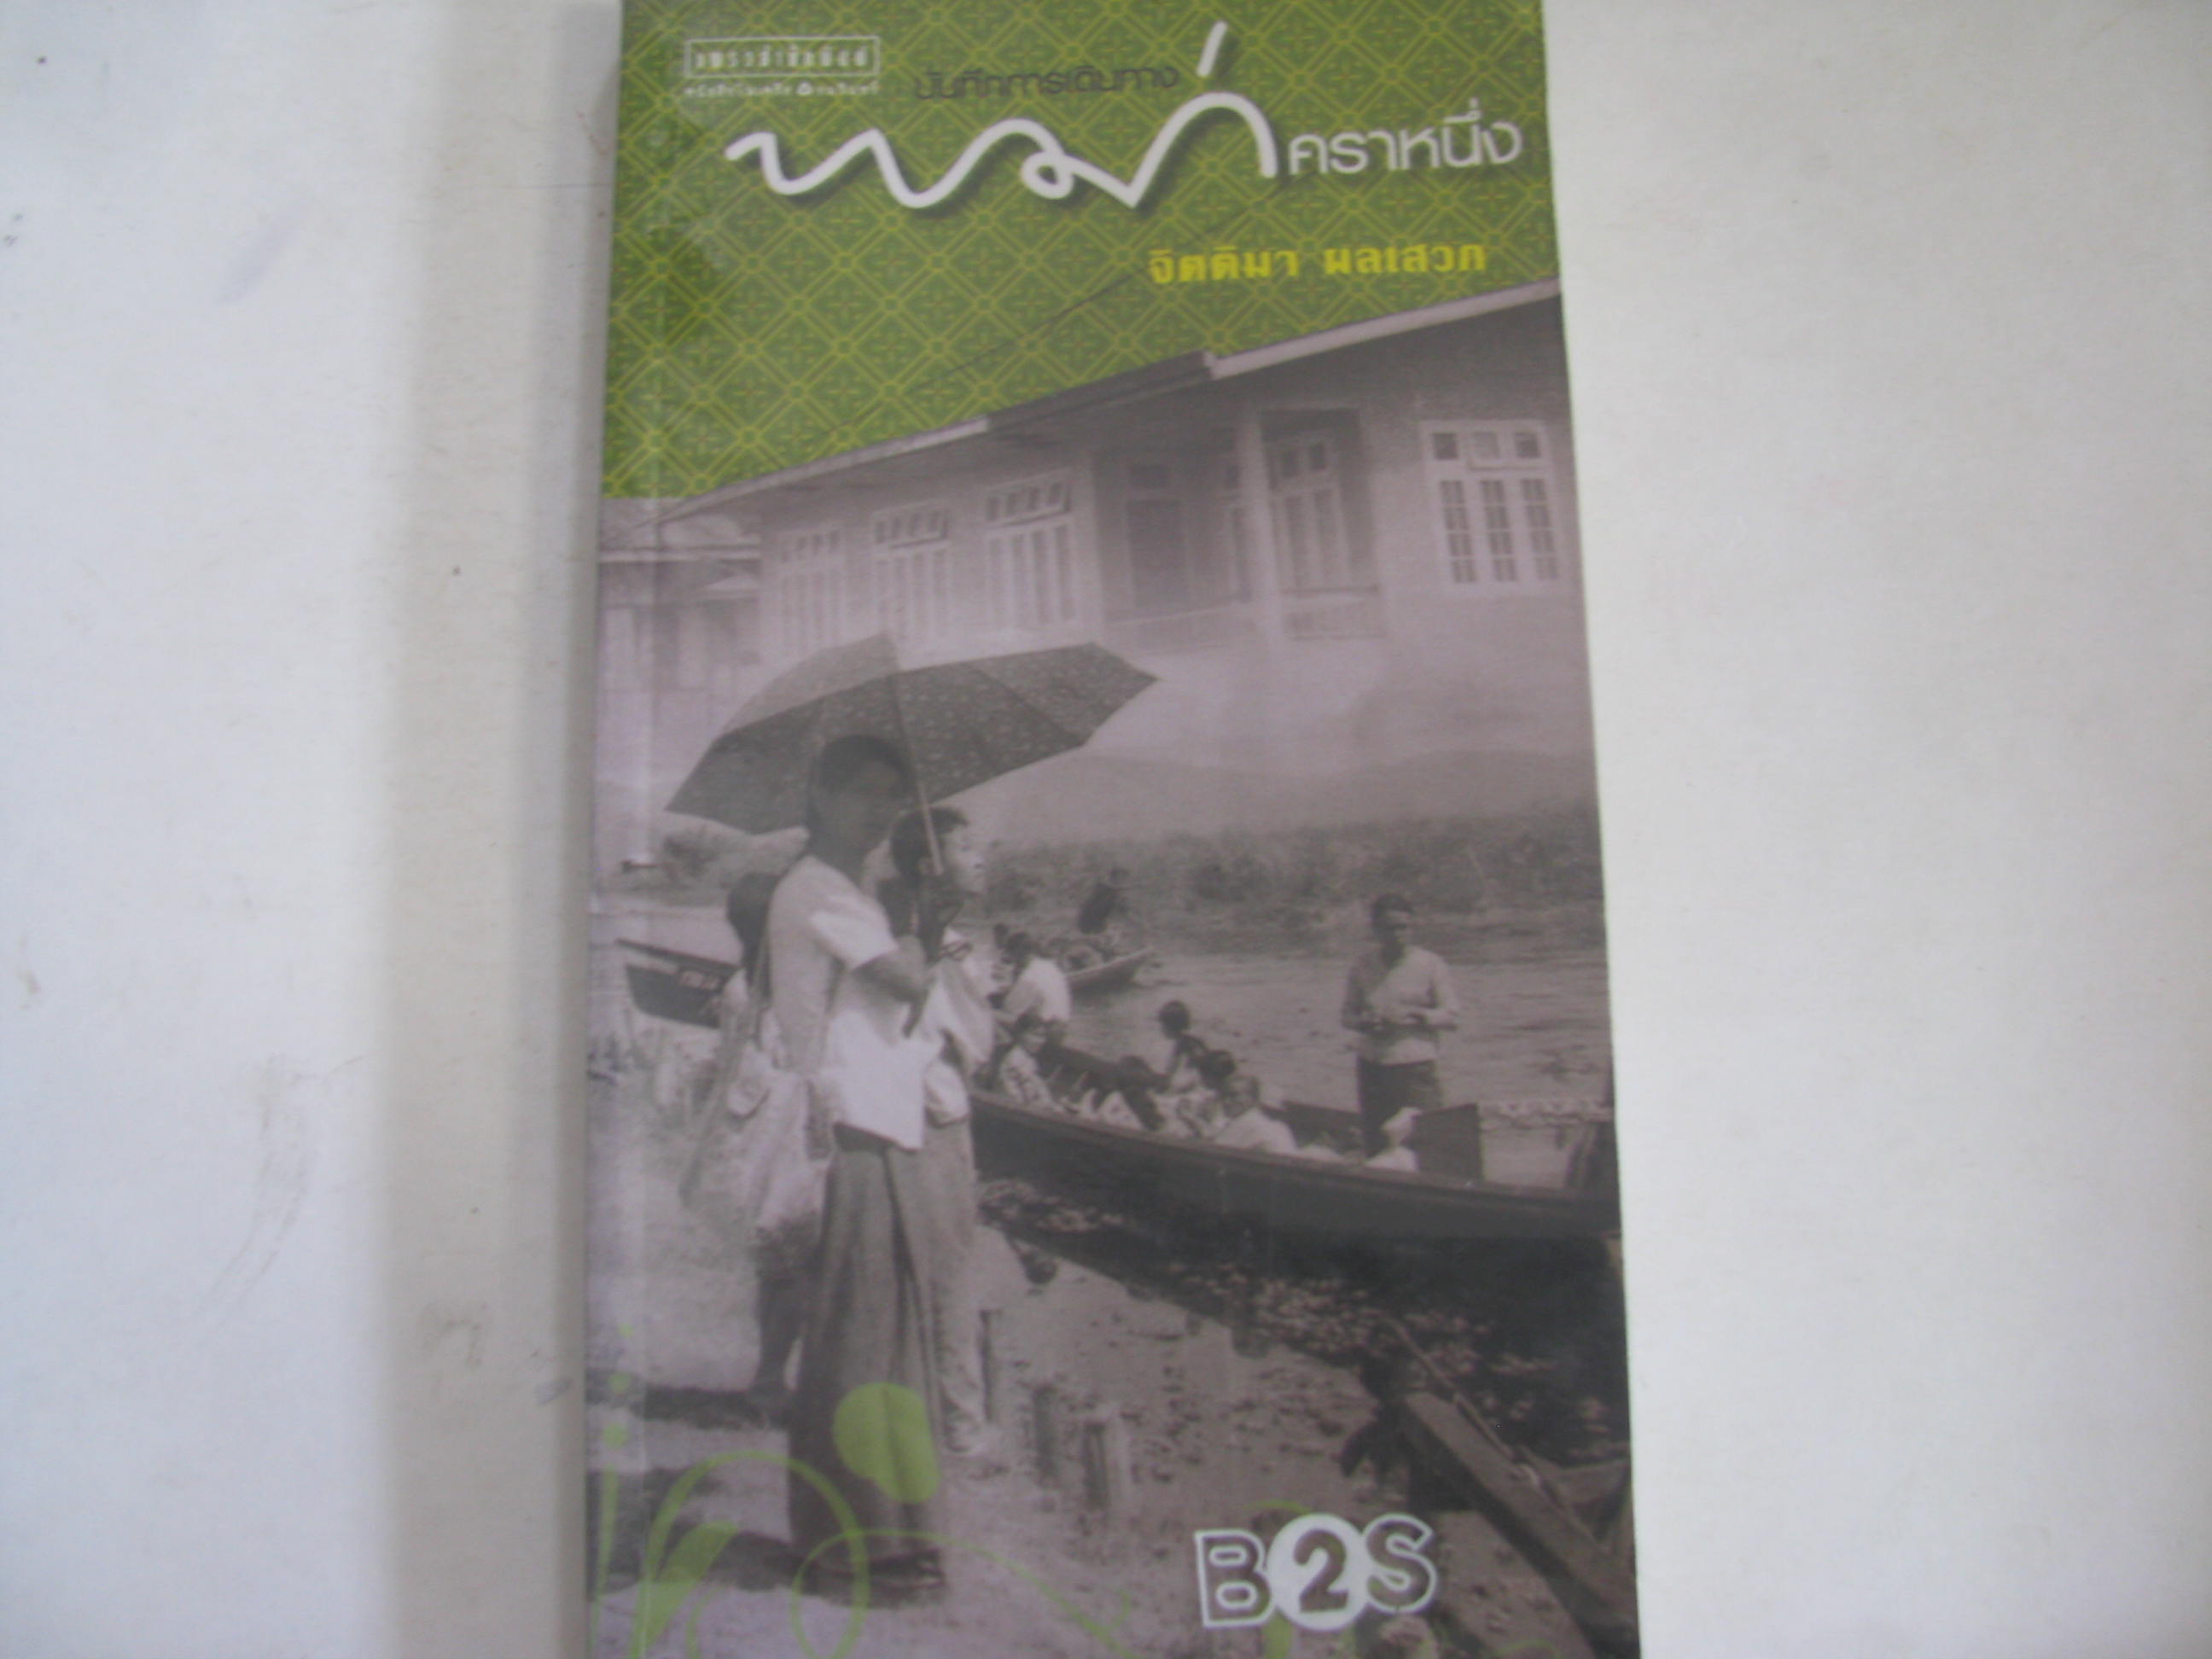 แพรวสำนักพิมพ์
บันทึกการเดินทาง
พม่าคราหนึ่ง
จิตติมา ผลเสวก
B2S